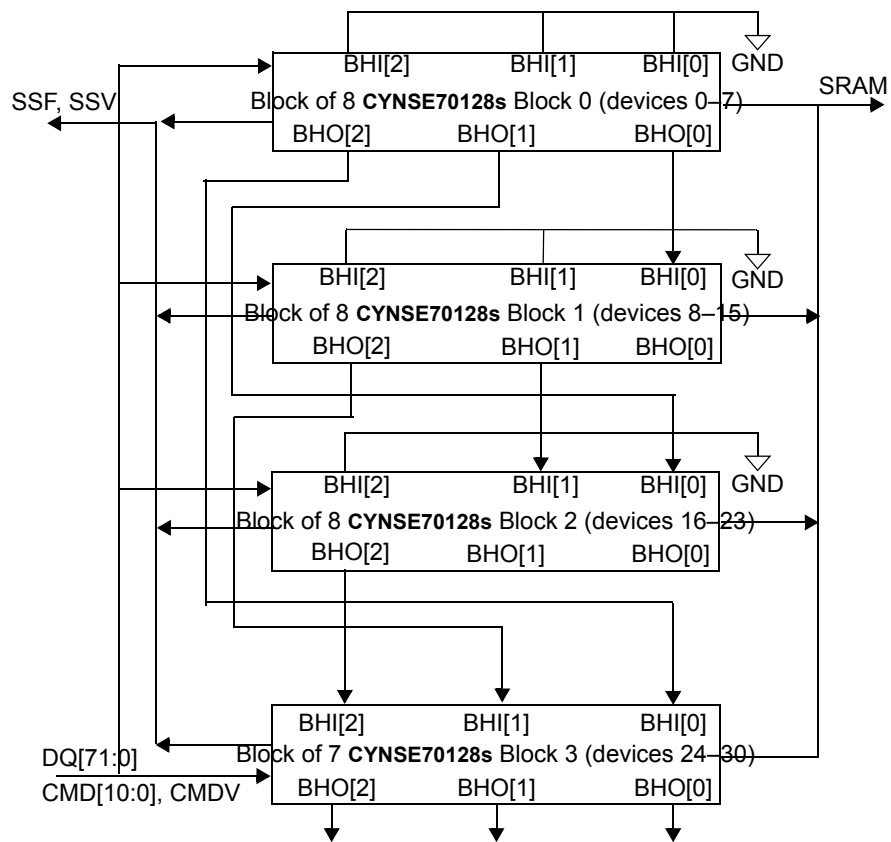 BHI[2] BHI[1] BHI[0] GND
SSF, SSV Block of 8 CYNSE70128s Block 0 (devices 0–7) SRAM
BHO[2] BHO[1] BHO[0]
BHI[2] BHI[1] BHI[0] GND
Block of 8 CYNSE70128s Block 1 (devices 8–15)
BHO[2] BHO[1] BHO[0]
BHI[2] BHI[1] BHI[0] GND
Block of 8 CYNSE70128s Block 2 (devices 16–23)
BHO[2] BHO[1] BHO[0]
BHI[2] BHI[1] BHI[0]
DQ[71:0] Block of 7 CYNSE70128s Block 3 (devices 24–30)
CMD[10:0], CMDV BHO[2] BHO[1] BHO[0]